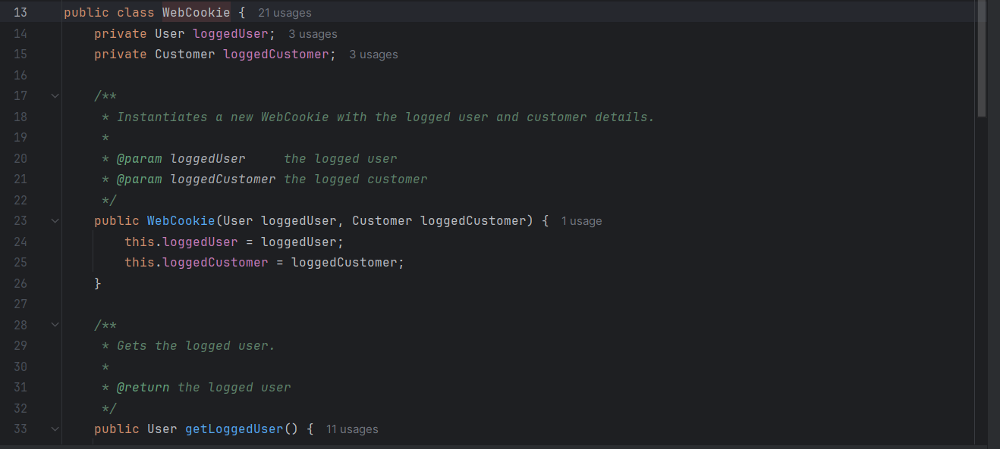 13 public class WebCookie { 21 usages
14 private User loggedUser; 3 usages
15 private Customer loggedCustomer; 3 usages
16
17 /**
18 * Instantiates a new WebCookie with the logged user and customer details.
19 *
20 * @param loggedUser     the logged user
21 * @param loggedCustomer the logged customer
22 */
23 public WebCookie(User loggedUser, Customer loggedCustomer) { 1 usage
24 this.loggedUser = loggedUser;
25 this.loggedCustomer = loggedCustomer;
26 }
27
28 /**
29 * Gets the logged user.
30 *
31 * @return the logged user
32 */
33 public User getLoggedUser() { 11 usages